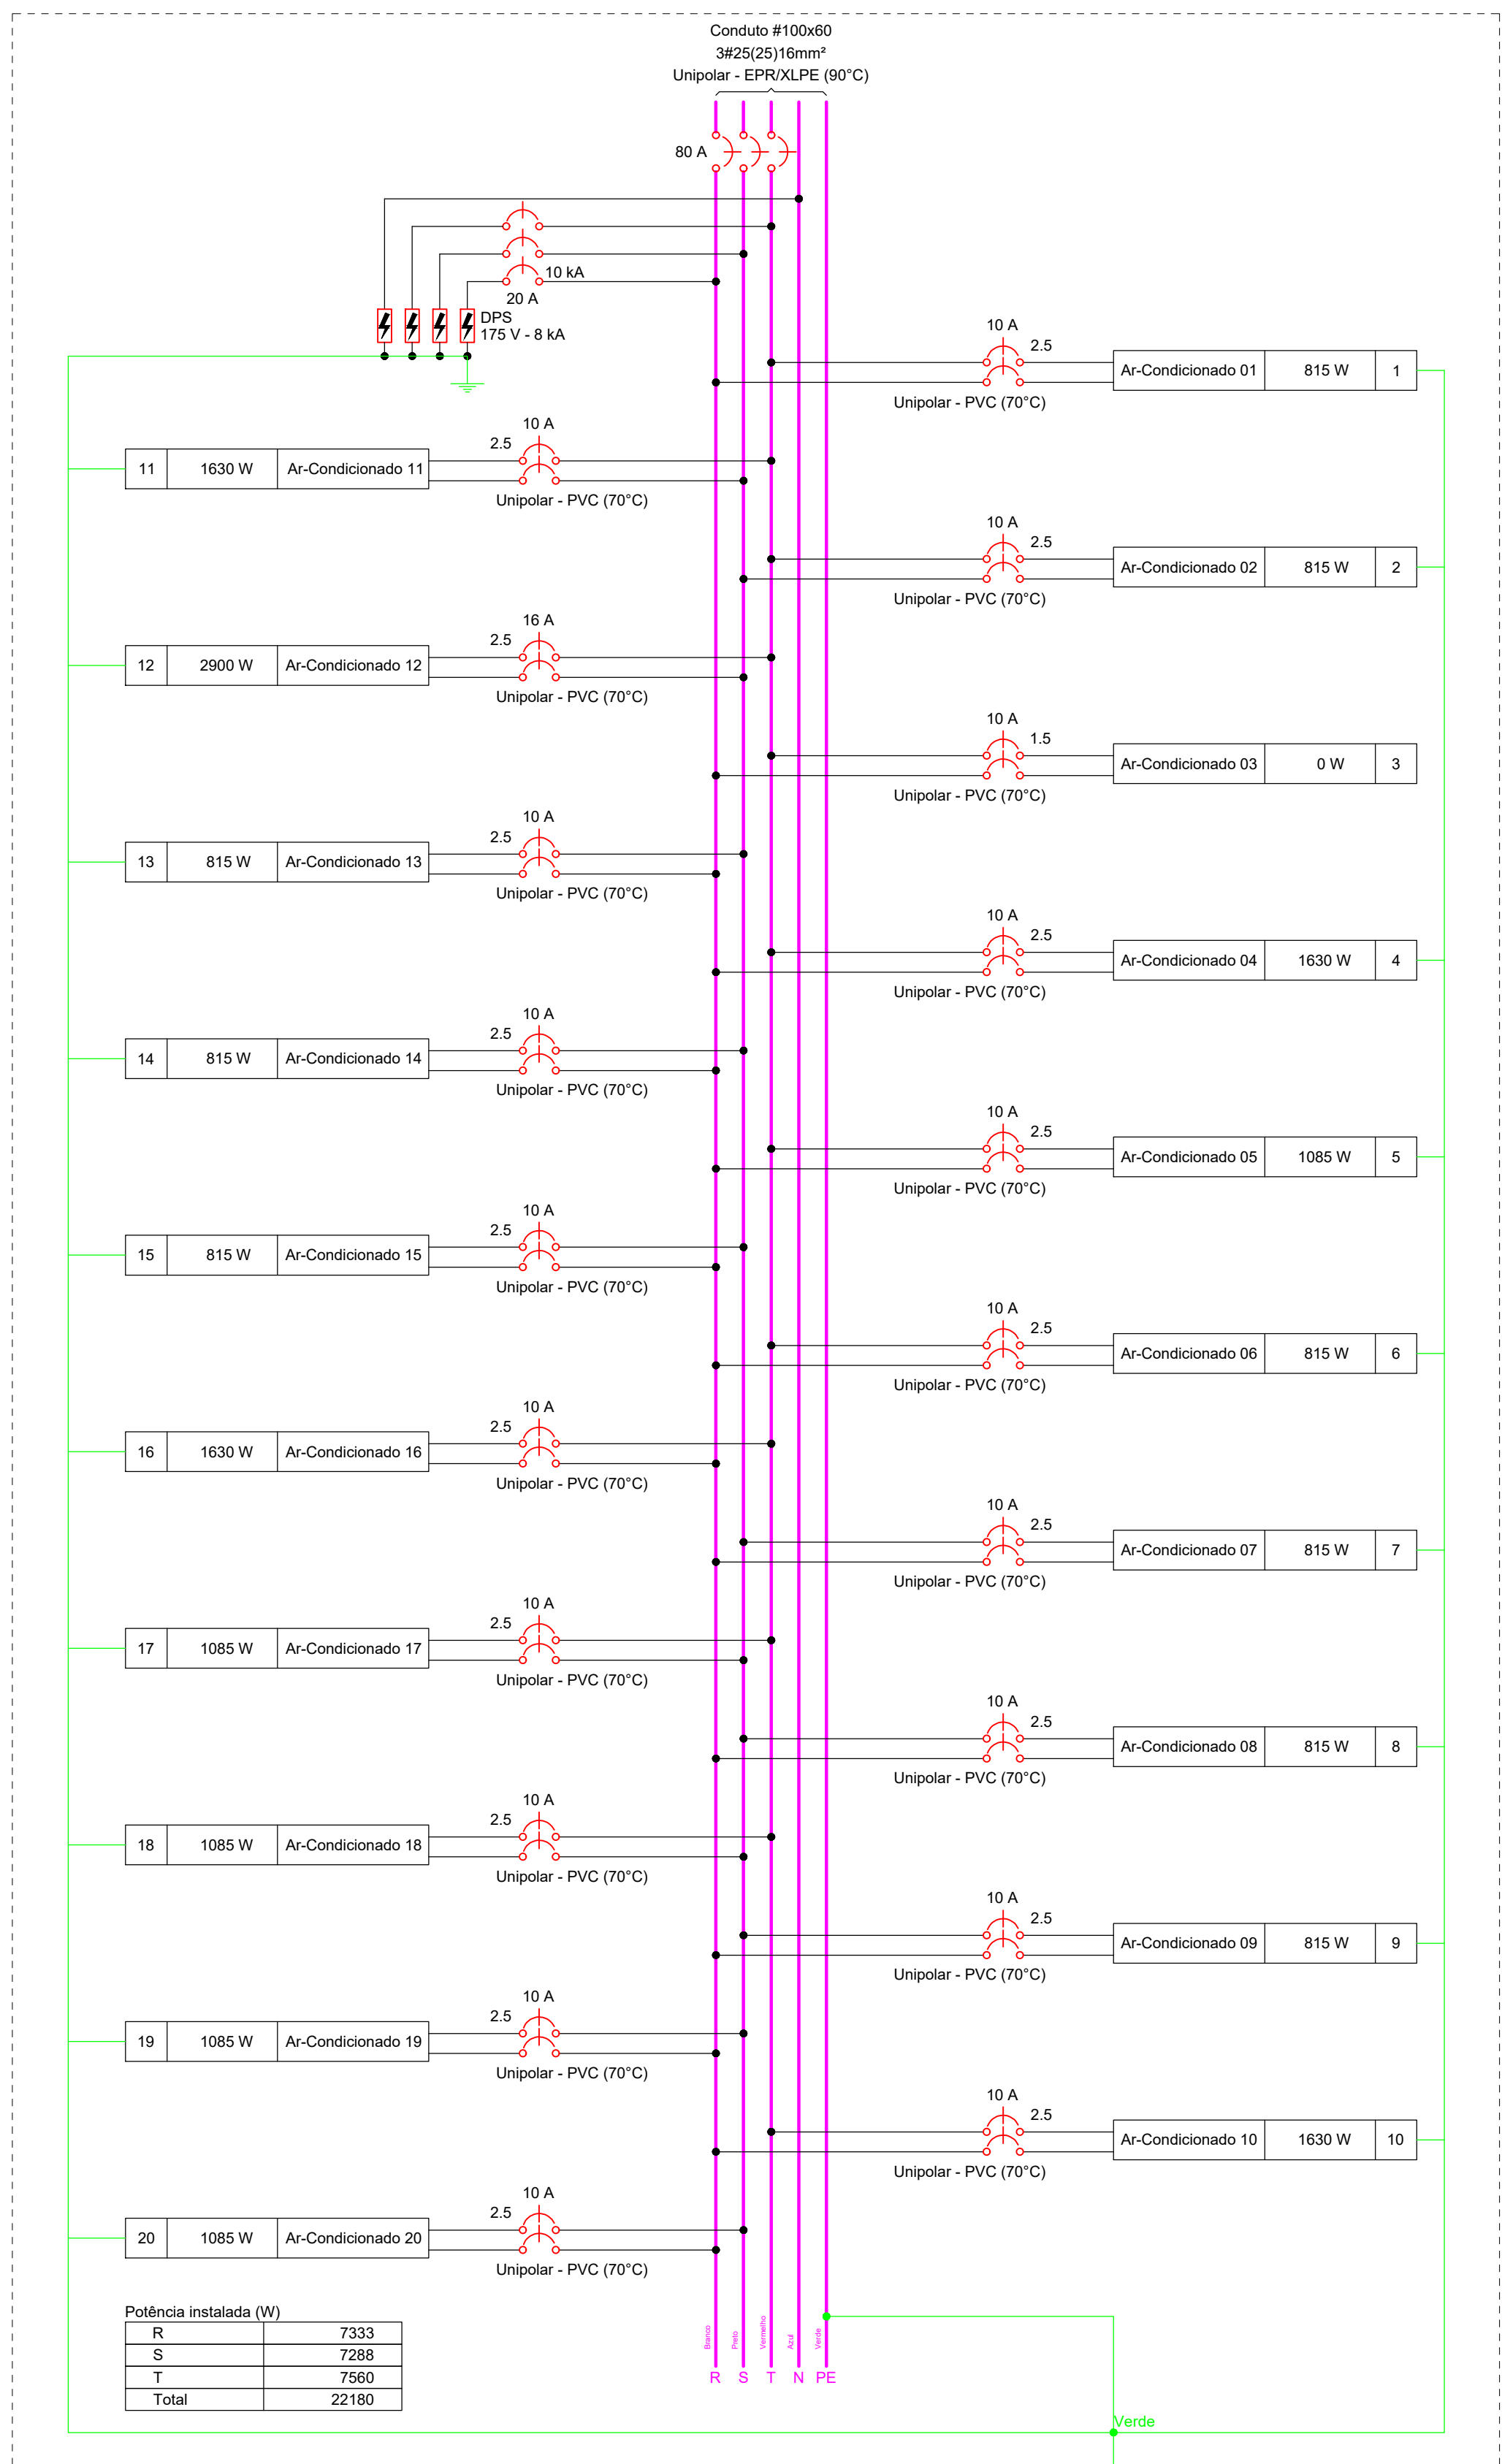 Conduto #100x60
3#25(25)16mm²
Unipolar - EPR/XLPE (90°C)
80 A
10 kA
20 A
DPS
175 V - 8 kA
10 A
2.5
Ar-Condicionado 01 815 W 1
Unipolar - PVC (70°C)
10 A
2.5
11 1630 W Ar-Condicionado 11
Unipolar - PVC (70°C)
10 A
2.5
Ar-Condicionado 02 815 W 2
Unipolar - PVC (70°C)
16 A
2.5
12 2900 W Ar-Condicionado 12
Unipolar - PVC (70°C)
10 A
1.5
Ar-Condicionado 03 0 W 3
Unipolar - PVC (70°C)
10 A
2.5
13 815 W Ar-Condicionado 13
Unipolar - PVC (70°C)
10 A
2.5
Ar-Condicionado 04 1630 W 4
Unipolar - PVC (70°C)
10 A
2.5
14 815 W Ar-Condicionado 14
Unipolar - PVC (70°C)
10 A
2.5
Ar-Condicionado 05 1085 W 5
Unipolar - PVC (70°C)
10 A
2.5
15 815 W Ar-Condicionado 15
Unipolar - PVC (70°C)
10 A
2.5
Ar-Condicionado 06 815 W 6
Unipolar - PVC (70°C)
10 A
2.5
16 1630 W Ar-Condicionado 16
Unipolar - PVC (70°C)
10 A
2.5
Ar-Condicionado 07 815 W 7
Unipolar - PVC (70°C)
10 A
2.5
17 1085 W Ar-Condicionado 17
Unipolar - PVC (70°C)
10 A
2.5
Ar-Condicionado 08 815 W 8
Unipolar - PVC (70°C)
10 A
2.5
18 1085 W Ar-Condicionado 18
Unipolar - PVC (70°C)
10 A
2.5
Ar-Condicionado 09 815 W 9
Unipolar - PVC (70°C)
10 A
2.5
19 1085 W Ar-Condicionado 19
Unipolar - PVC (70°C)
10 A
2.5
Ar-Condicionado 10 1630 W 10
Unipolar - PVC (70°C)
10 A
2.5
20 1085 W Ar-Condicionado 20
Unipolar - PVC (70°C)
Potência instalada (W)
R 7333
S 7288
T 7560
Total 22180
Branco
Preto
Vermelho
Azul
Verde
R S T N PE
Verde